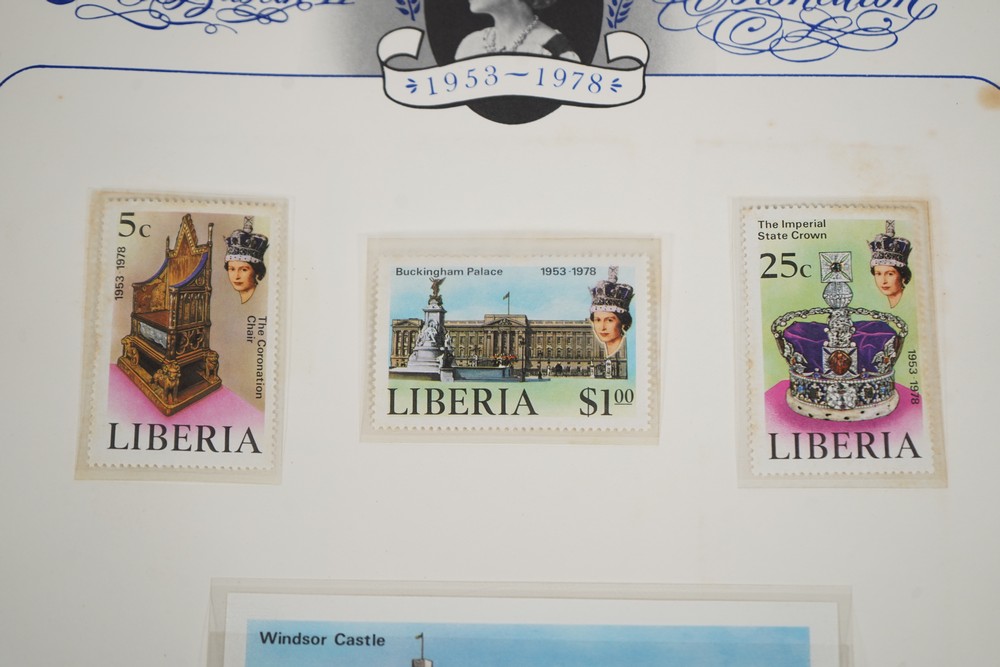 1953~1978
5c
1953-1978
The Coronation
Chair
LIBERIA
Buckingham Palace 1953-1978
LIBERIA $1.00
The Imperial
State Crown
25c
1953-1978
LIBERIA
Windsor Castle